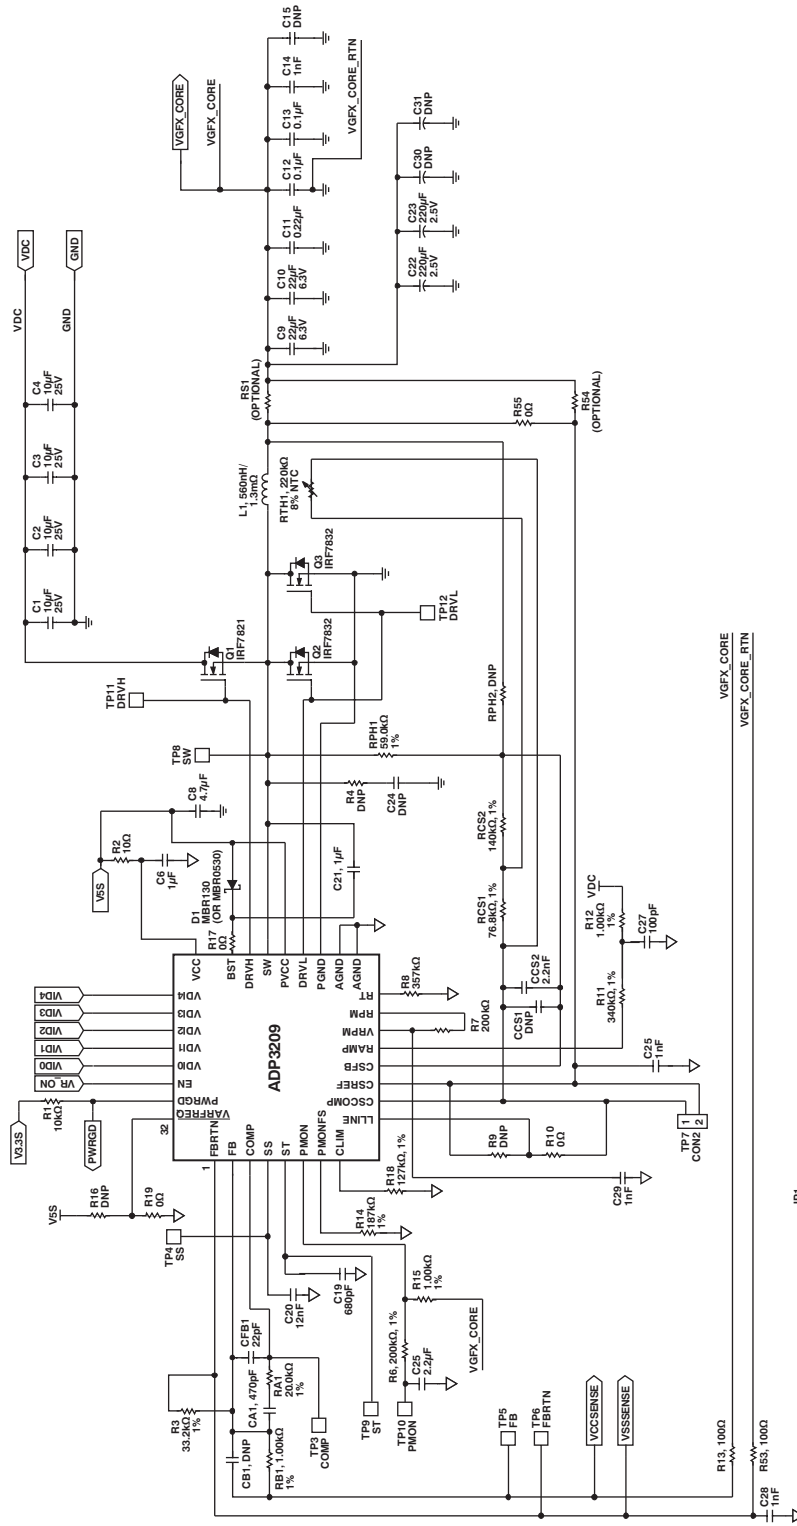 C15
DNP
C14
1nF
C13
0.1µF
C12
0.1µF
C11
0.22µF
C10
22µF
6.3V
C9
22µF
6.3V
VGFX_CORE
VGFX_CORE
VGFX_CORE_RTN
C31
DNP
C30
DNP
C23
220µF
2.5V
C22
220µF
2.5V
VDC
GND
VDC
GND
C4
10µF
25V
C3
10µF
25V
C2
10µF
25V
C1
10µF
25V
RS1
(OPTIONAL)
R55
0Ω
R54
(OPTIONAL)
L1, 560nH/
1.3mΩ
RTH1, 220kΩ
8% NTC
Q3
IRF7832
Q1
IRF7821
Q2
IRF7832
TP12
DRVL
TP11
DRVH
TP8
SW
RPH2, DNP
RPH1
59.0kΩ
1%
R4
DNP
C24
DNP
C8
4.7µF
V5S
R2
10Ω
C6
1µF
D1
MBR130
(OR MBR0530)
C21, 1µF
R17
0Ω
RCS2
140kΩ, 1%
RCS1
76.8kΩ, 1%
CCS2
2.2nF
CCS1
DNP
VDC
R12
1.00kΩ
1%
C27
100pF
R11
340kΩ, 1%
VGFX_CORE
VGFX_CORE_RTN
VID4
VID3
VID2
VID1
VID0
VR_ON
V3.3S
R1
10kΩ
PWRGD
ADP3209
VCC
BST
DRVH
SW
PVCC
DRVL
PGND
AGND
AGND
VDI4
VDI3
VDI2
VDI1
VDI0
EN
PWRGD
VARFREQ
32
1
FBRTN
FB
COMP
SS
ST
PMON
PMONFS
CLIM
RT
RPM
VRPM
RAMP
CSFB
CSREF
CSCOMP
LLINE
R8
357kΩ
R7
200kΩ
C25
1nF
TP7
CON2
1
2
R9
DNP
R10
0Ω
C29
1nF
R18
127kΩ, 1%
R14
187kΩ
1%
V5S
R16
DNP
R19
0Ω
TP4
SS
C19
680pF
C20
12nF
R15
1.00kΩ
1%
VGFX_CORE
R6, 200kΩ, 1%
C25
2.2µF
CFB1
22pF
CA1, 470pF
RA1
20.0kΩ
1%
R3
33.2kΩ
1%
CB1, DNP
RB1, 1.00kΩ
1%
TP3
COMP
TP9
ST
TP10
PMON
TP5
FB
TP6
FBRTN
VCCSENSE
VSSSENSE
R13, 100Ω
R53, 100Ω
C28
1nF